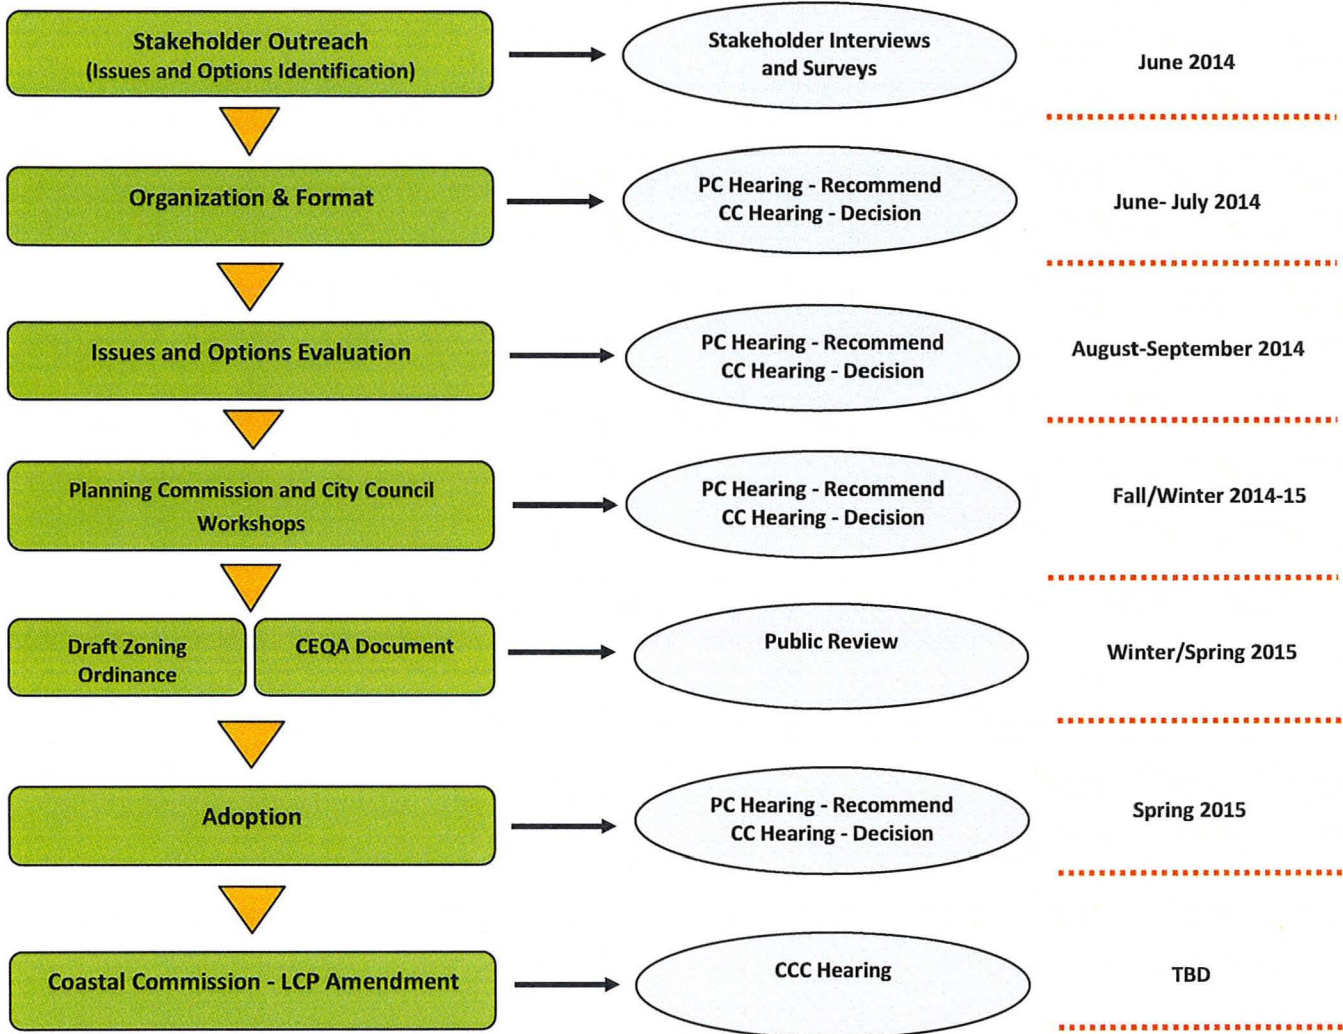 Stakeholder Outreach
(Issues and Options Identification)
Stakeholder Interviews
and Surveys
June 2014
Organization & Format
PC Hearing - Recommend
CC Hearing - Decision
June- July 2014
Issues and Options Evaluation
PC Hearing - Recommend
CC Hearing - Decision
August-September 2014
Planning Commission and City Council
Workshops
PC Hearing - Recommend
CC Hearing - Decision
Fall/Winter 2014-15
Draft Zoning
Ordinance
CEQA Document
Public Review
Winter/Spring 2015
Adoption
PC Hearing - Recommend
CC Hearing - Decision
Spring 2015
Coastal Commission - LCP Amendment
CCC Hearing
TBD